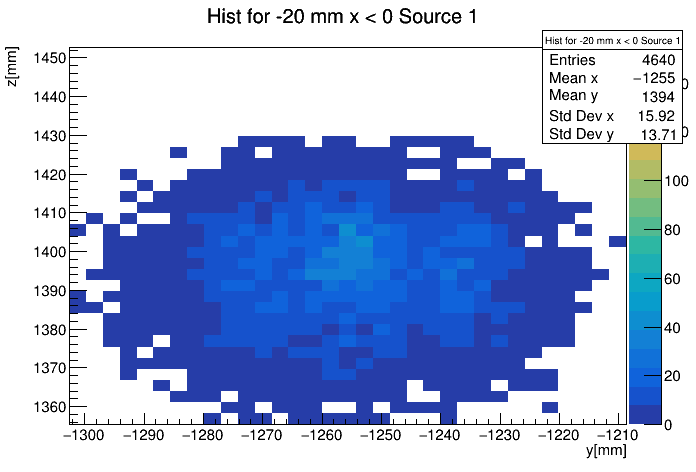 Hist for -20 mm x < 0 Source 1
Hist for -20 mm x < 0 Source 1
Entries 4640
Mean x −1255
Mean y 1394
Std Dev x 15.92
Std Dev y 13.71
z[mm]
1450
1440
1430
1420
1410
1400
1390
1380
1370
1360
−1300 −1290 −1280 −1270 −1260 −1250 −1240 −1230 −1220 −1210
y[mm]
100
80
60
40
20
0